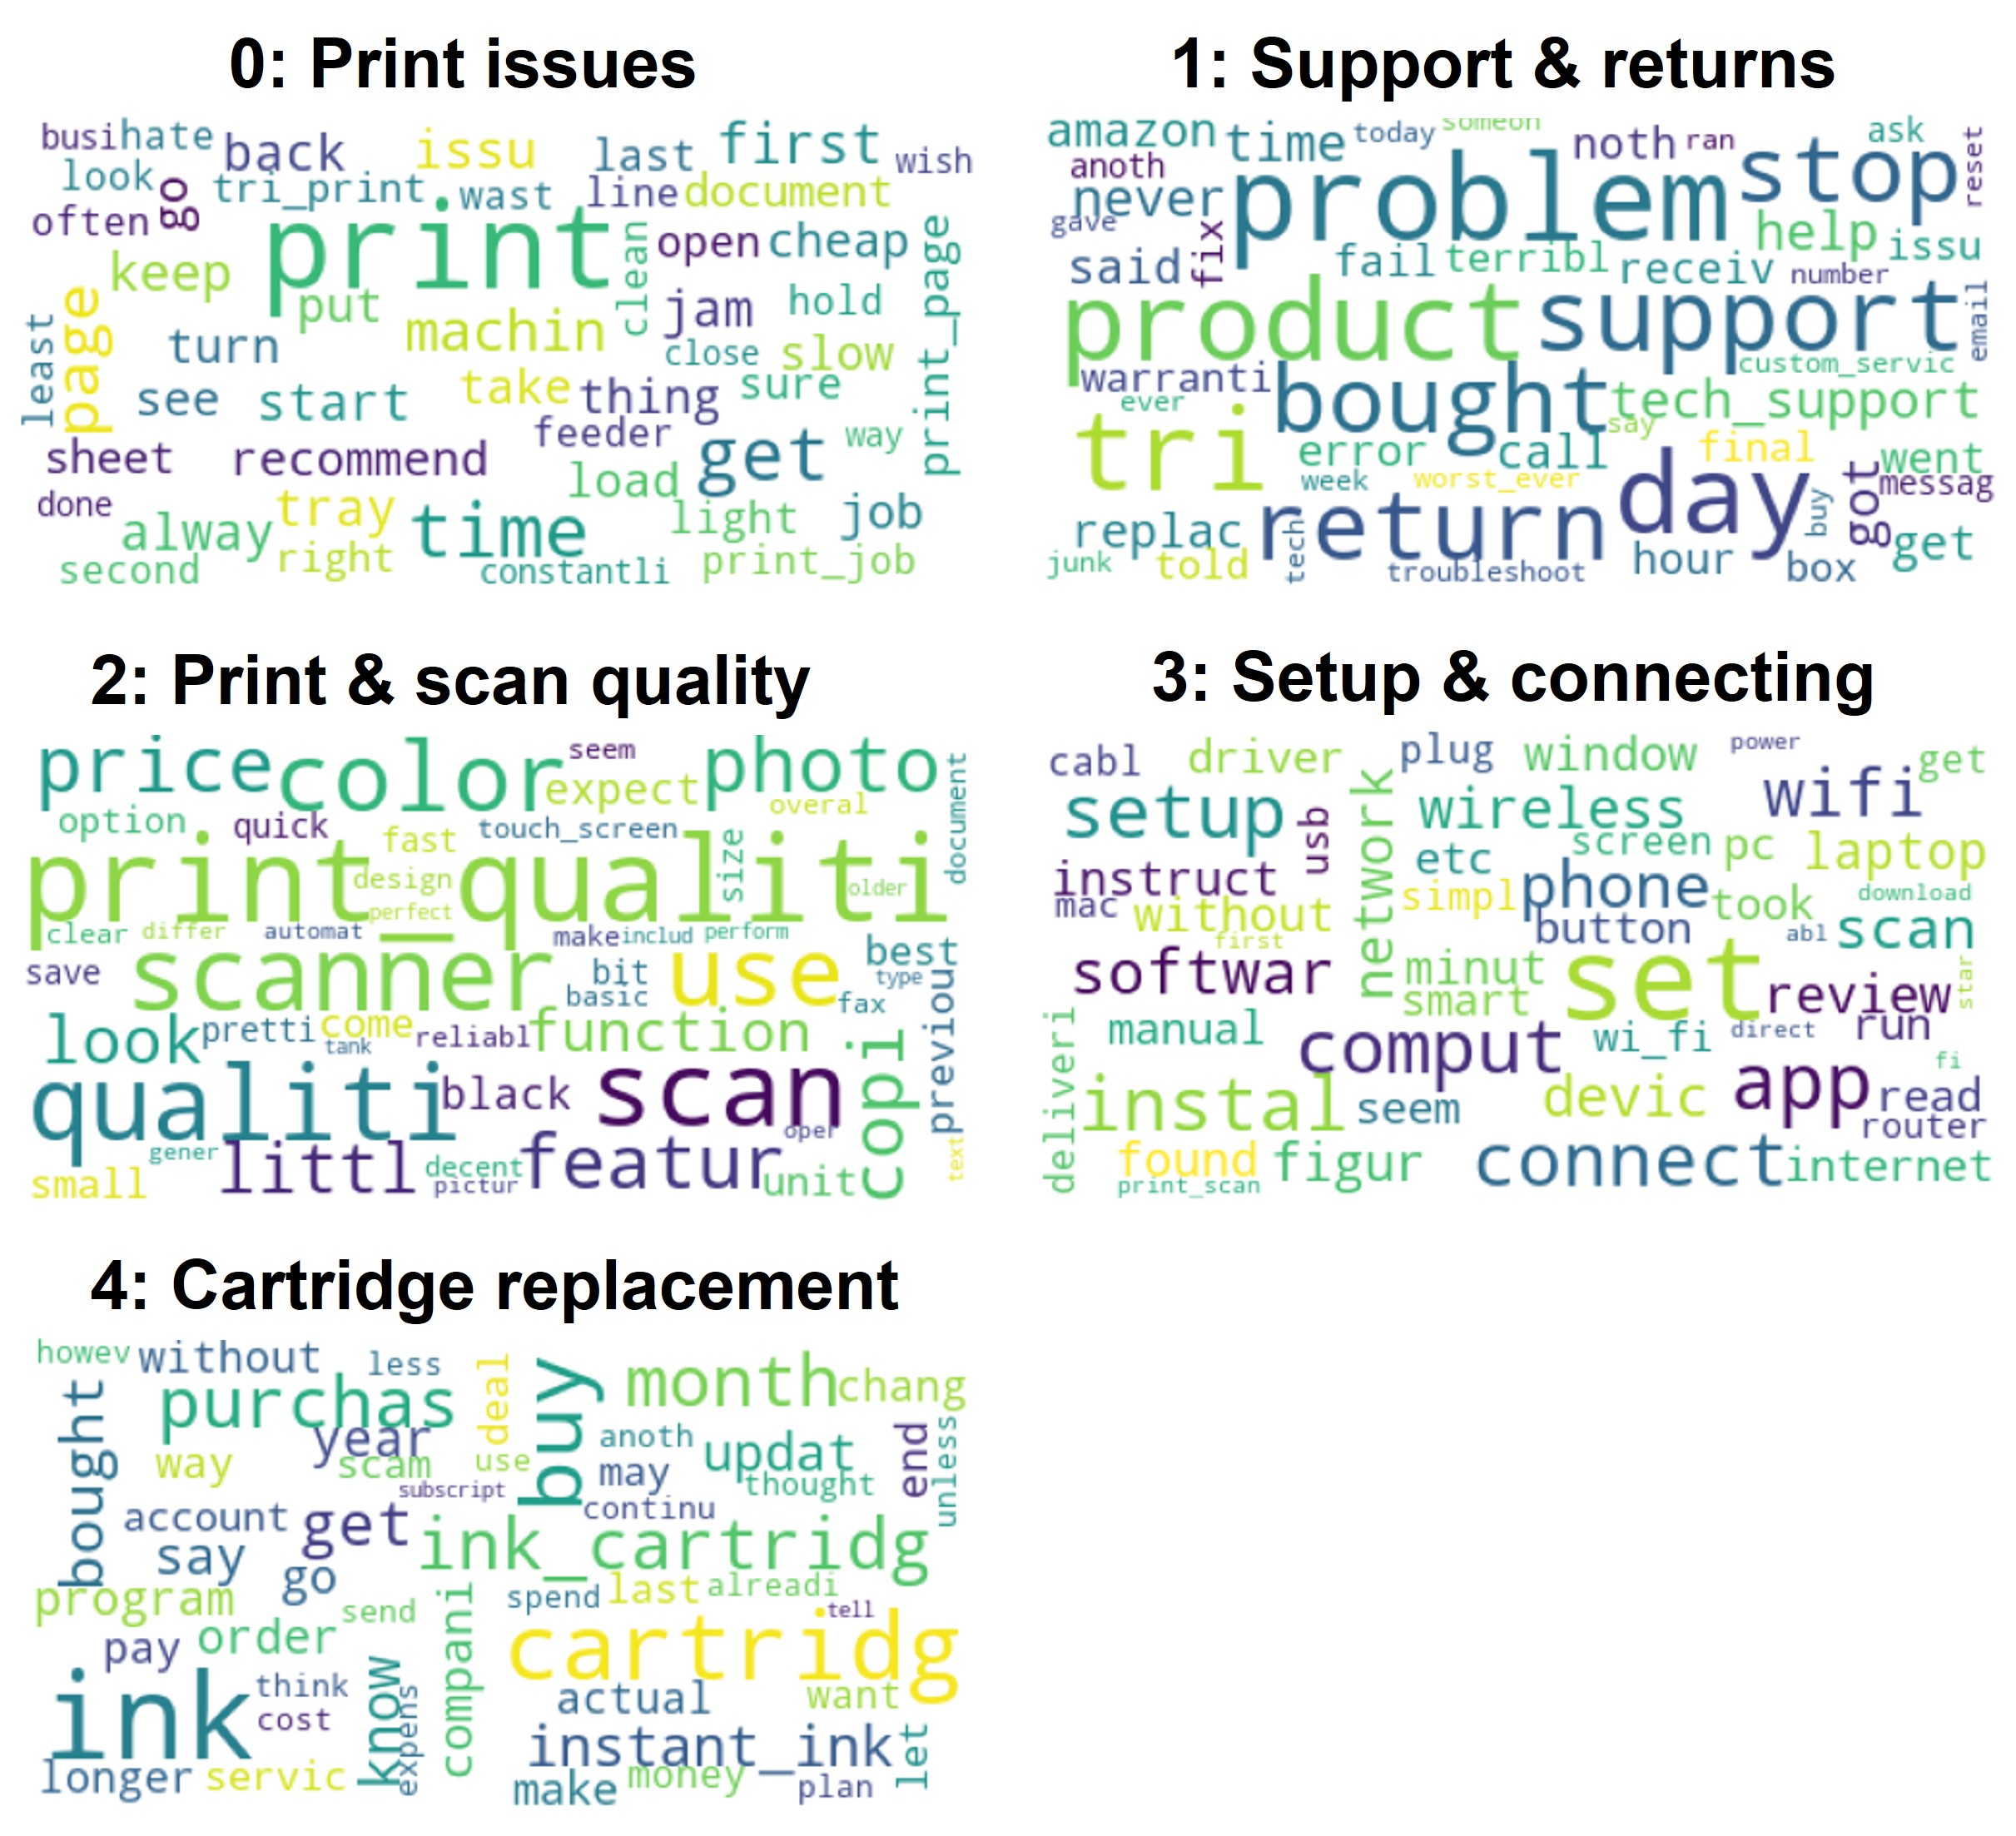 0: Print issues
busi hate back issu last first wish
look go tri_print wast line document
often print clean open cheap print_page
keep put machin jam hold
least page turn close slow
see start take thing sure
sheet recommend feeder get way
done tray load light job
alway right time print_job
second constantli
1: Support & returns
amazon time today someon noth ran ask reset
anoth never problem stop
gave said fix fail terribl receiv help issu number
product support email
warranti bought custom_servic
ever tri tech_support say
error call final went
week worst_ever day got messag
replac return buy get
junk told tech troubleshoot hour box
2: Print & scan quality
price color seem expect photo document
option quick fast touch_screen overal
print_qualiti design size older
clear differ perfect automat make includ perform
save scanner bit use best type
basic fax previou
look pretti come tank reliabl function
qualiti black scan copi
oper
gener littl decent featur unit text
small pictur
3: Setup & connecting
cabl driver plug window power get
setup usb network wireless wifi
instruct etc screen pc laptop
mac without simpl phone took download
first button abl scan
softwar minut set review star
smart
manual comput wi_fi direct run
deliveri instal seem devic app read fi
router
found figur connect internet
print_scan
4: Cartridge replacement
howev without less deal buy month chang
bought purchas
year anoth updat end unless
way scam use may thought
subscript continu
account get ink_cartridg
say go
program send compani spend last alreadi
pay order tell
ink think know cartridg
cost expens actual want
instant_ink let
longer servic make money plan